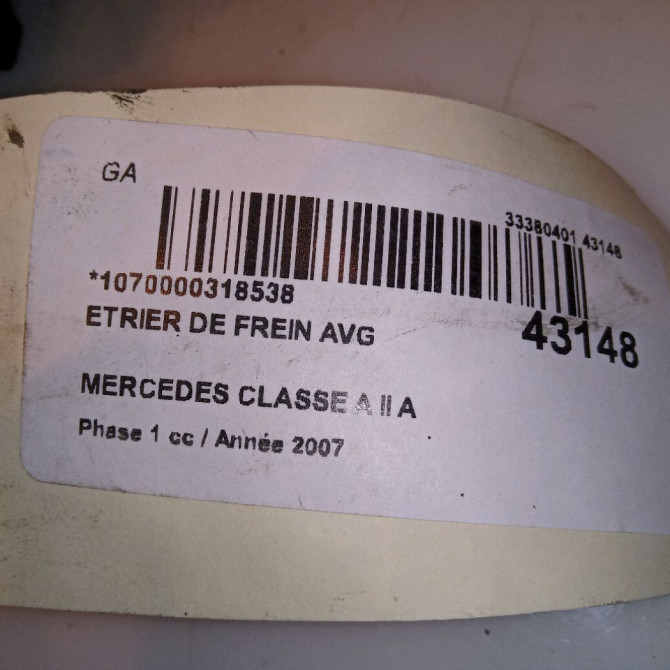 GA
33380401 43148
*1070000318538
43148
ETRIER DE FREIN AVG
MERCEDES CLASSE A II A
Phase 1 cc / Année 2007